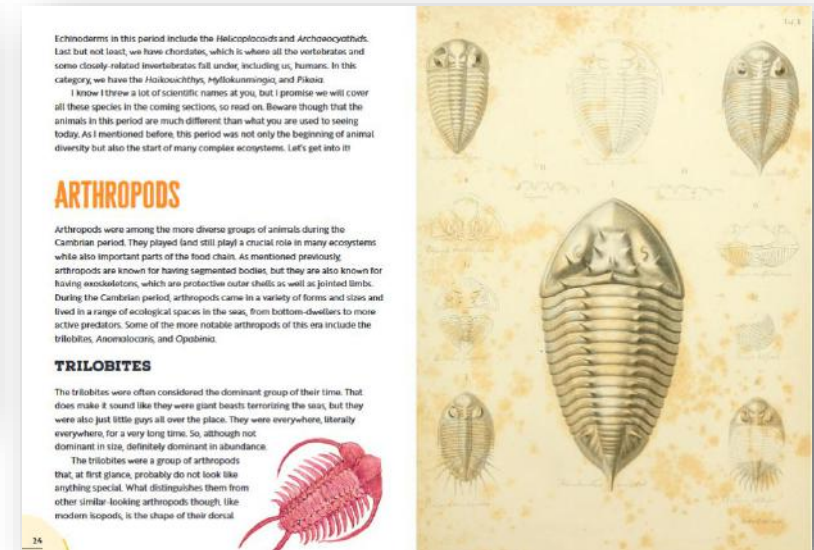 Echinoderms in this period include the Helicoplacoids and Archaeocyathids.
Last but not least, we have chordates, which is where all the vertebrates and
some closely-related invertebrates fall under, including us, humans. In this
category, we have the Haikouichthys, Myllokunmingia, and Pikaia.
I know I threw a lot of scientific names at you, but I promise we will cover
all these species in the coming sections, so read on. Beware though that the
animals in this period are much different than what you are used to seeing
today. As I mentioned before, this period was not only the beginning of animal
diversity but also the start of many complex ecosystems. Let's get into it!
ARTHROPODS
Arthropods were among the more diverse groups of animals during the
Cambrian period. They played (and still play) a crucial role in many ecosystems
while also important parts of the food chain. As mentioned previously,
arthropods are known for having segmented bodies, but they are also known for
having exoskeletons, which are protective outer shells as well as jointed limbs.
During the Cambrian period, arthropods came in a variety of forms and sizes and
lived in a range of ecological spaces in the seas, from bottom-dwellers to more
active predators. Some of the more notable arthropods of this era include the
trilobites, Anomalocaris, and Opabinia.
TRILOBITES
The trilobites were often considered the dominant group of their time. That
does make it sound like they were giant beasts terrorizing the seas, but they
were also just little guys all over the place. They were everywhere, literally
everywhere, for a very long time. So, although not
dominant in size, definitely dominant in abundance.
The trilobites were a group of arthropods
that, at first glance, probably do not look like
anything special. What distinguishes them from
other similar-looking arthropods though, like
modern isopods, is the shape of their dorsal
24